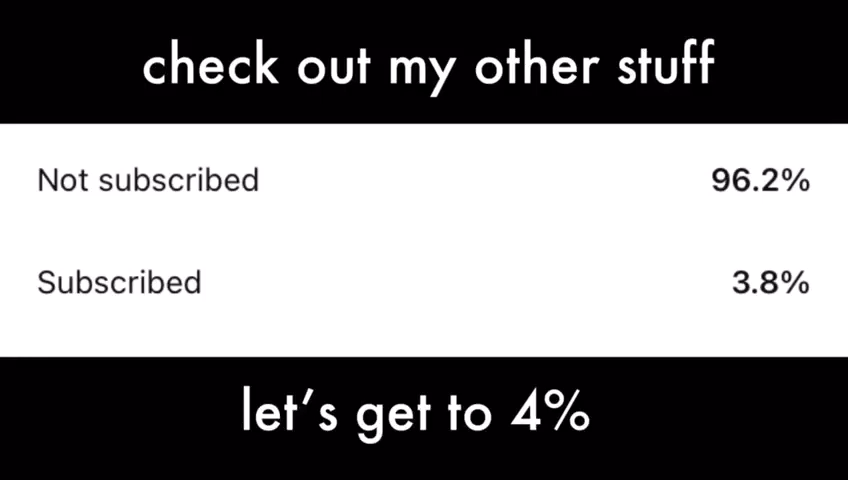 check out my other stuff
Not subscribed 96.2%
Subscribed 3.8%
let's get to 4%